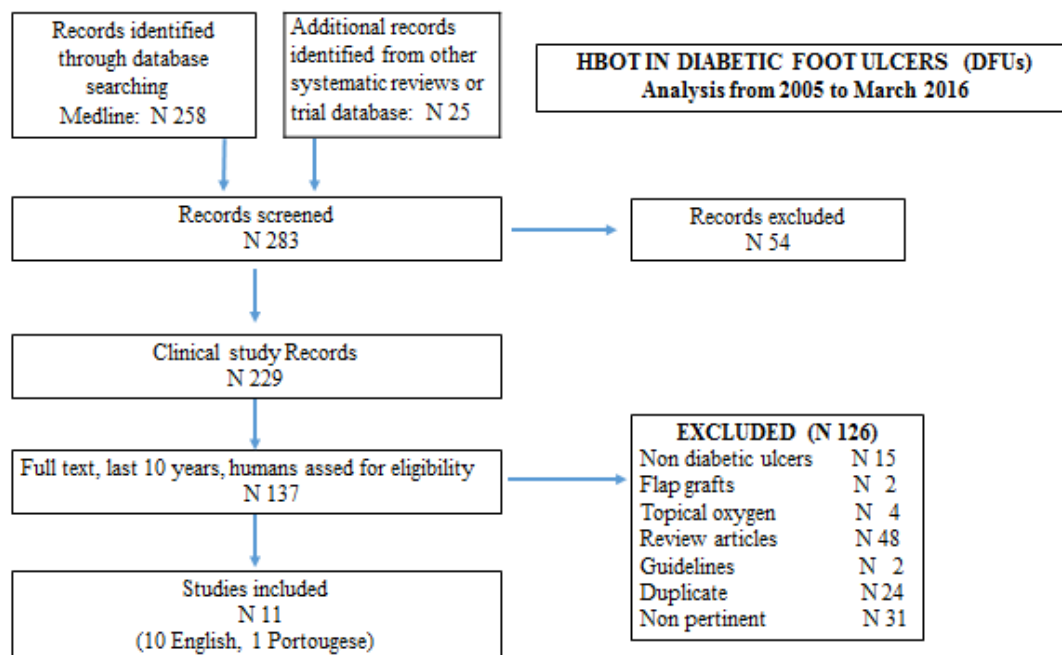 Records identified
through database
searching
Medline: N 258
Additional records
identified from other
systematic reviews or
trial database: N 25
HBOT IN DIABETIC FOOT ULCERS (DFUs)
Analysis from 2005 to March 2016
Records screened
N 283
Records excluded
N 54
Clinical study Records
N 229
Full text, last 10 years, humans assed for eligibility
N 137
EXCLUDED (N 126)
Non diabetic ulcers N 15
Flap grafts N 2
Topical oxygen N 4
Review articles N 48
Guidelines N 2
Duplicate N 24
Non pertinent N 31
Studies included
N 11
(10 English, 1 Portougese)